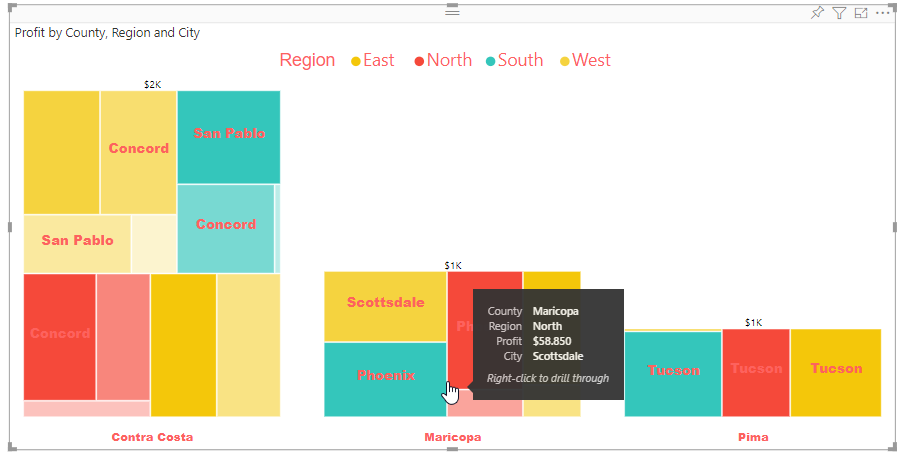 Profit by County, Region and City
Region East North South West
$2K
San Pablo
Concord
Concord
San Pablo
Concord
Contra Costa
$1K
Scottsdale
Ph
Phoenix
Maricopa
County Maricopa
Region North
Profit $58.850
City Scottsdale
Right-click to drill through
$1K
Tucson Tucson Tucson
Pima